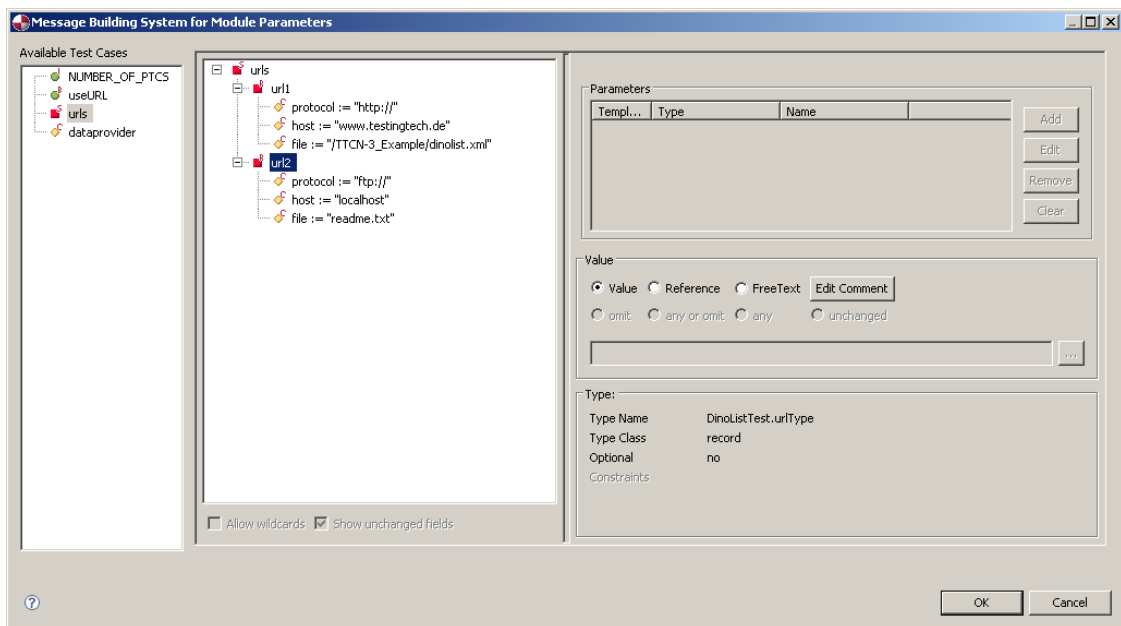 Message Building System for Module Parameters
Available Test Cases
NUMBER_OF_PTCS
useURL
urls
dataprovider
urls
url1
protocol := "http://"
host := "www.testingtech.de"
file := "/TTCN-3_Example/dinolist.xml"
url2
protocol := "ftp://"
host := "localhost"
file := "readme.txt"
Allow wildcards Show unchanged fields
Parameters
Templ... Type Name
Add
Edit
Remove
Clear
Value
Value Reference FreeText Edit Comment
omit any or omit any unchanged
...
Type:
Type Name DinoListTest.urlType
Type Class record
Optional no
Constraints
? OK Cancel